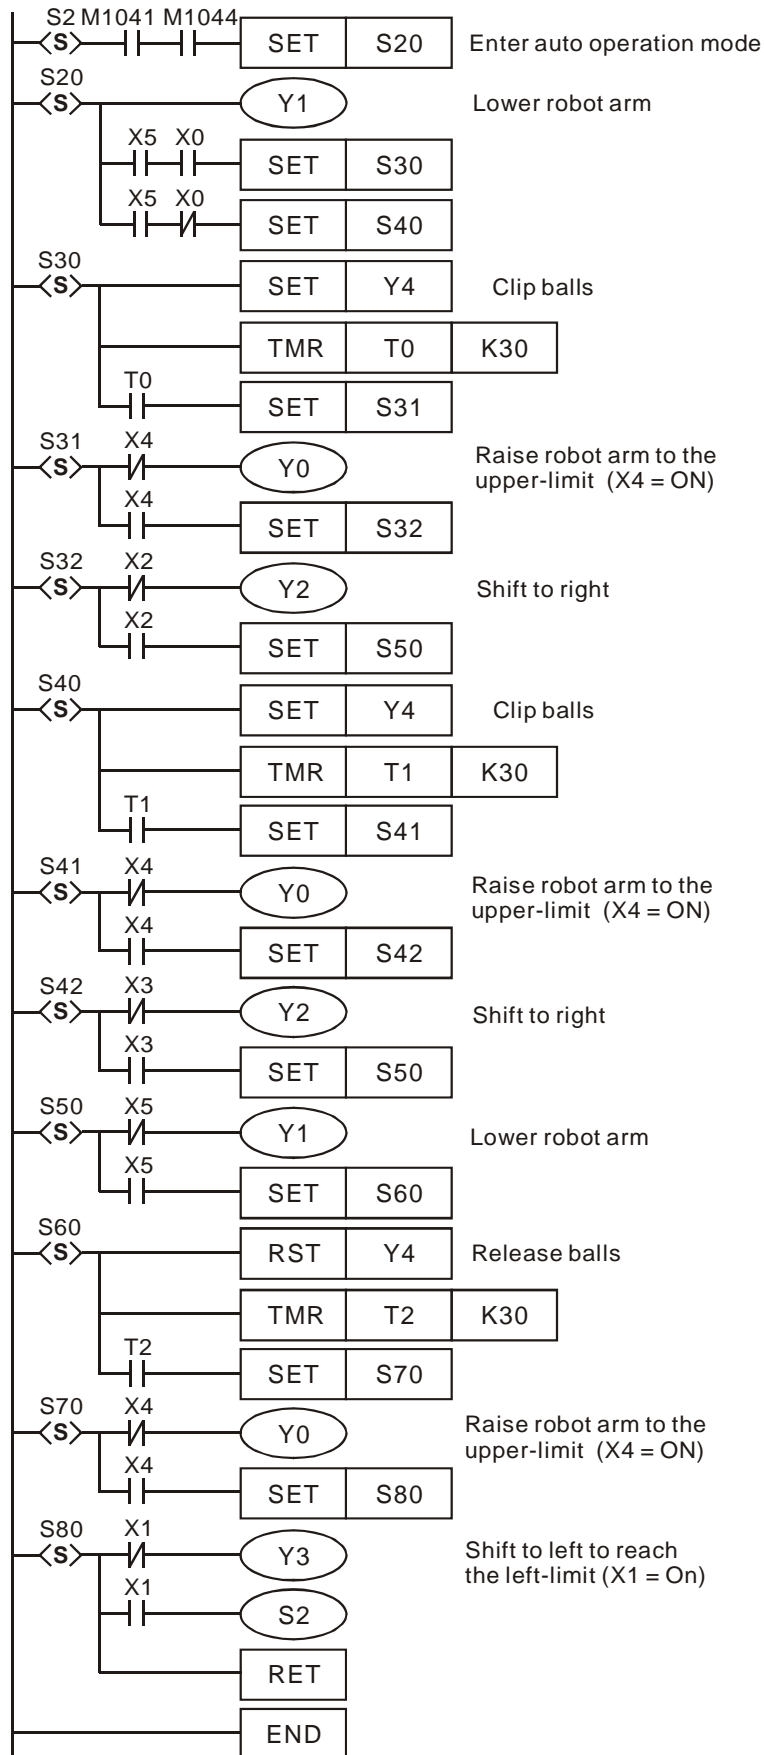 S2 M1041 M1044
S SET S20 Enter auto operation mode
S20
S Y1 Lower robot arm
X5 X0
SET S30
X5 X0
SET S40
S30
S SET Y4 Clip balls
TMR T0 K30
T0
SET S31
S31 X4
S Y0 Raise robot arm to the
upper-limit (X4 = ON)
X4
SET S32
S32 X2
S Y2 Shift to right
X2
SET S50
S40
S SET Y4 Clip balls
TMR T1 K30
T1
SET S41
S41 X4
S Y0 Raise robot arm to the
upper-limit (X4 = ON)
X4
SET S42
S42 X3
S Y2 Shift to right
X3
SET S50
S50 X5
S Y1 Lower robot arm
X5
SET S60
S60
S RST Y4 Release balls
TMR T2 K30
T2
SET S70
S70 X4
S Y0 Raise robot arm to the
upper-limit (X4 = ON)
X4
SET S80
S80 X1
S Y3 Shift to left to reach
the left-limit (X1 = On)
X1
S2
RET
END